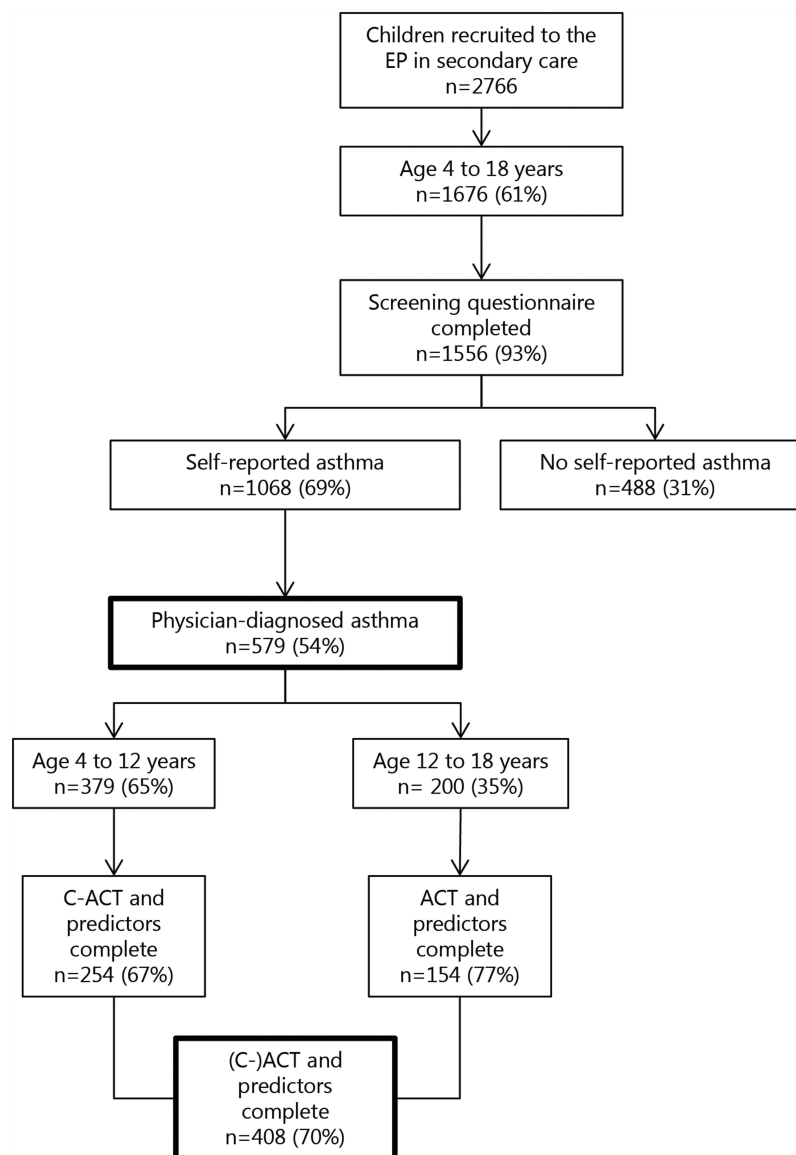 Children recruited to the
EP in secondary care
n=2766
Age 4 to 18 years
n=1676 (61%)
Screening questionnaire
completed
n=1556 (93%)
Self-reported asthma
n=1068 (69%)
No self-reported asthma
n=488 (31%)
Physician-diagnosed asthma
n=579 (54%)
Age 4 to 12 years
n=379 (65%)
Age 12 to 18 years
n= 200 (35%)
C-ACT and
predictors
complete
n=254 (67%)
ACT and
predictors
complete
n=154 (77%)
(C-)ACT and
predictors
complete
n=408 (70%)